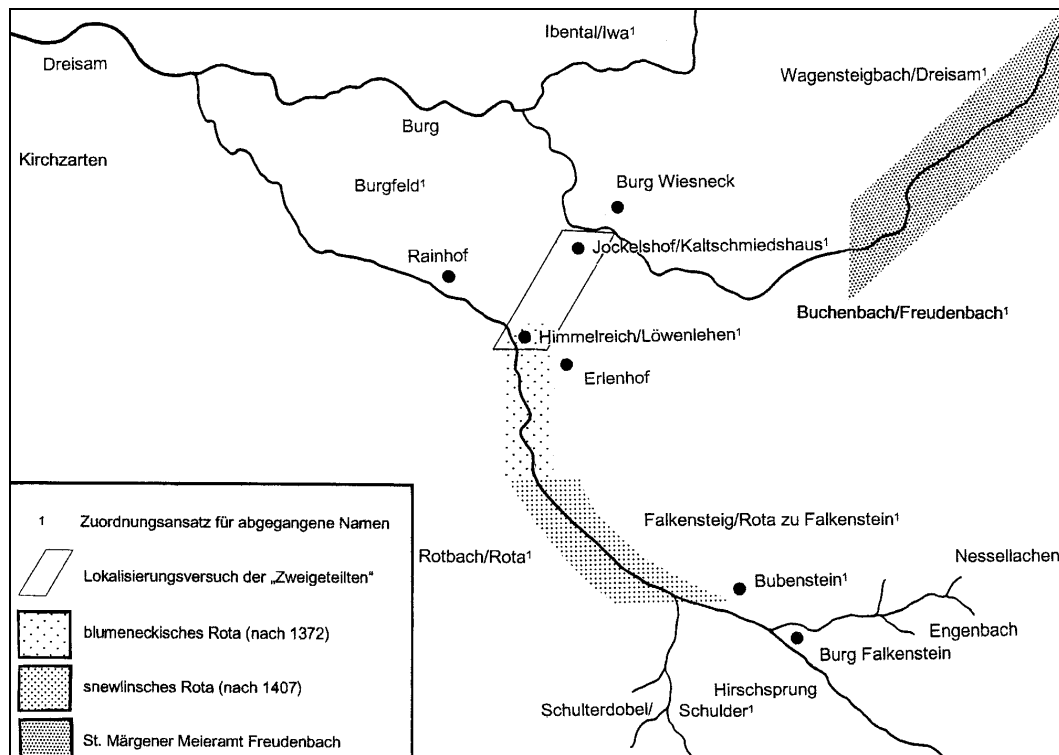 Ibental/Iwa¹
Dreisam
Wagensteigbach/Dreisam¹
Burg
Kirchzarten
Burgfeld¹
Burg Wiesneck
Jockelshof/Kaltschmiedshaus¹
Rainhof
Buchenbach/Freudenbach¹
Himmelreich/Löwenlehen¹
Erlenhof
Falkensteig/Rota zu Falkenstein¹
Rotbach/Rota¹
Nessellachen
Bubenstein¹
Engenbach
Burg Falkenstein
Hirschsprung
Schulterdobel/
Schulder¹
1 Zuordnungsansatz für abgegangene Namen
Lokalisierungsversuch der „Zweigeteilten"
blumeneckisches Rota (nach 1372)
snewlinsches Rota (nach 1407)
St. Märgener Meieramt Freudenbach